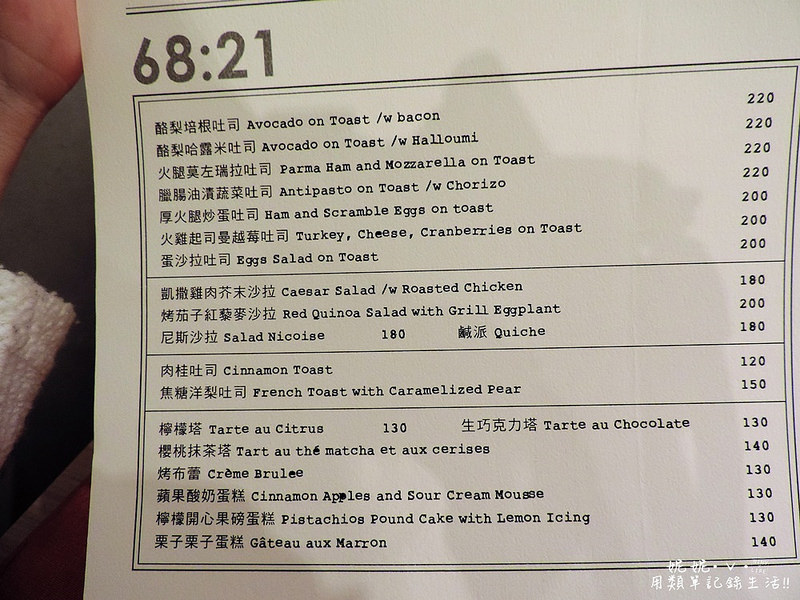 68:21
酪梨培根吐司 Avocado on Toast /w bacon 220
酪梨哈露米吐司 Avocado on Toast /w Halloumi 220
火腿莫左瑞拉吐司 Parma Ham and Mozzarella on Toast 220
臘腸油漬蔬菜吐司 Antipasto on Toast /w Chorizo 220
厚火腿炒蛋吐司 Ham and Scramble Eggs on toast 200
火雞起司曼越莓吐司 Turkey, Cheese, Cranberries on Toast 200
蛋沙拉吐司 Eggs Salad on Toast 200
凱撒雞肉芥末沙拉 Caesar Salad /w Roasted Chicken 180
烤茄子紅藜麥沙拉 Red Quinoa Salad with Grill Eggplant 200
尼斯沙拉 Salad Nicoise 180 鹹派 Quiche 180
肉桂吐司 Cinnamon Toast 120
焦糖洋梨吐司 French Toast with Caramelized Pear 150
檸檬塔 Tarte au Citrus 130 生巧克力塔 Tarte au Chocolate 130
櫻桃抹茶塔 Tart au thé matcha et aux cerises 140
烤布蕾 Crème Brulee 130
蘋果酸奶蛋糕 Cinnamon Apples and Sour Cream Mousse 130
檸檬開心果磅蛋糕 Pistachios Pound Cake with Lemon Icing 130
栗子栗子蛋糕 Gâteau aux Marron 140
妮妮
用類單記錄生活!!